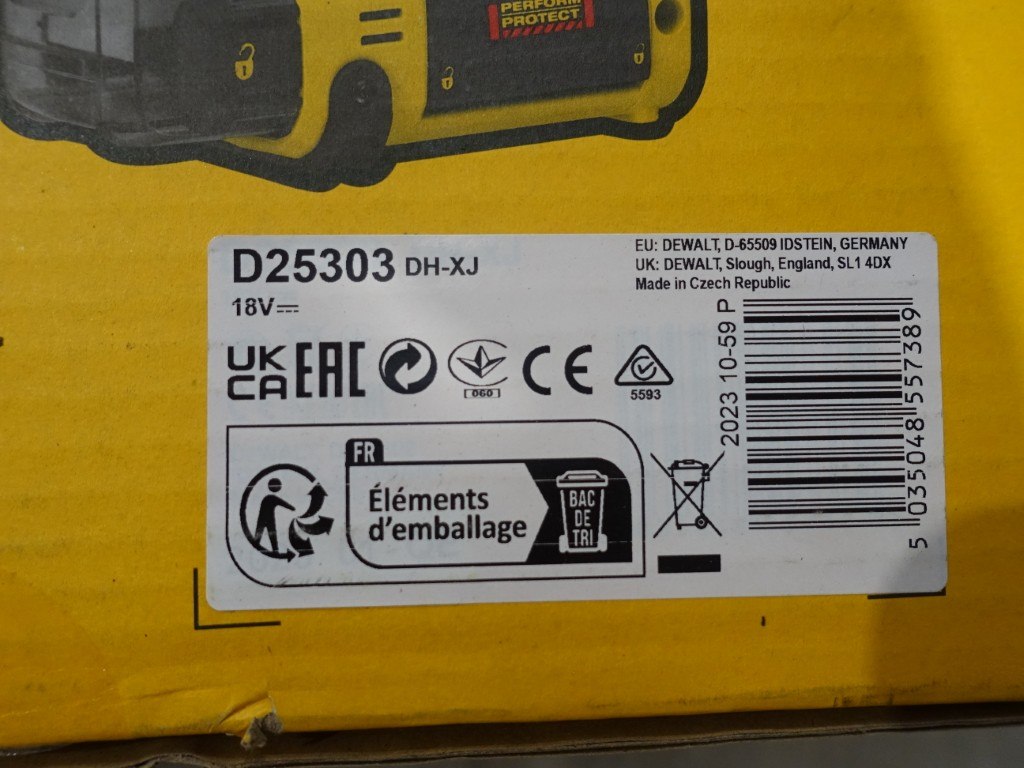 PERFORM
PROTECT
D25303 DH-XJ
18V
EU: DEWALT, D-65509 IDSTEIN, GERMANY
UK: DEWALT, Slough, England, SL1 4DX
Made in Czech Republic
UK
CA
EAC
060
CE
5593
2023 10-59 P
5 035048 557389
FR
Éléments
d'emballage
BAC
DE
TRI